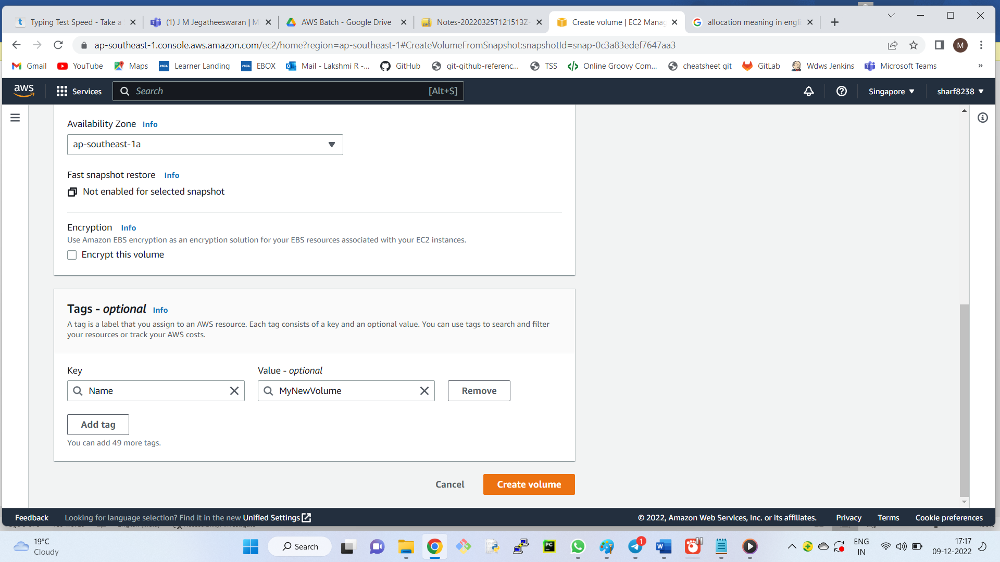 Typing Test Speed - Take a
(1) J M Jegatheeswaran | M
AWS Batch - Google Drive
Notes-20220325T121513Z-
Create volume | EC2 Manag
allocation meaning in engli
ap-southeast-1.console.aws.amazon.com/ec2/home?region=ap-southeast-1#CreateVolumeFromSnapshot:snapshotId=snap-0c3a83edef7647aa3
M
Gmail
YouTube
Maps
Learner Landing
EBOX
Mail - Lakshmi R -...
GitHub
git-github-referenc...
TSS
Online Groovy Com...
cheatsheet git
GitLab
Wdws Jenkins
Microsoft Teams
»
aws
Services
Search
[Alt+S]
Singapore
sharf8238
Availability Zone Info
ap-southeast-1a
Fast snapshot restore Info
Not enabled for selected snapshot
Encryption Info
Use Amazon EBS encryption as an encryption solution for your EBS resources associated with your EC2 instances.
Encrypt this volume
Tags - optional Info
A tag is a label that you assign to an AWS resource. Each tag consists of a key and an optional value. You can use tags to search and filter
your resources or track your AWS costs.
Key
Value - optional
Name
MyNewVolume
Remove
Add tag
You can add 49 more tags.
Cancel
Create volume
Feedback
Looking for language selection? Find it in the new Unified Settings
© 2022, Amazon Web Services, Inc. or its affiliates.
Privacy
Terms
Cookie preferences
19°C
Cloudy
Search
PC
1
W
ENG
IN
17:17
09-12-2022